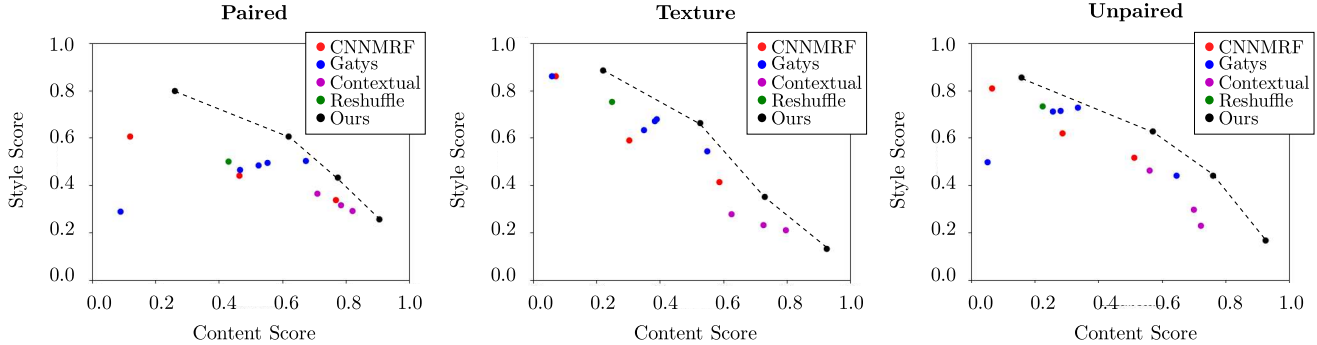 Paired
1.0
0.8
0.6
0.4
0.2
0.0
Style Score
CNNMRF
Gatys
Contextual
Reshuffle
Ours
0.0 0.2 0.4 0.6 0.8 1.0
Content Score
Texture
1.0
0.8
0.6
0.4
0.2
0.0
Style Score
CNNMRF
Gatys
Contextual
Reshuffle
Ours
0.0 0.2 0.4 0.6 0.8 1.0
Content Score
Unpaired
1.0
0.8
0.6
0.4
0.2
0.0
Style Score
CNNMRF
Gatys
Contextual
Reshuffle
Ours
0.0 0.2 0.4 0.6 0.8 1.0
Content Score